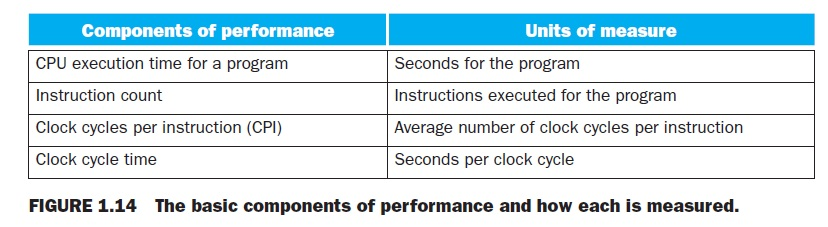 Components of performance Units of measure
CPU execution time for a program Seconds for the program
Instruction count Instructions executed for the program
Clock cycles per instruction (CPI) Average number of clock cycles per instruction
Clock cycle time Seconds per clock cycle
FIGURE 1.14 The basic components of performance and how each is measured.